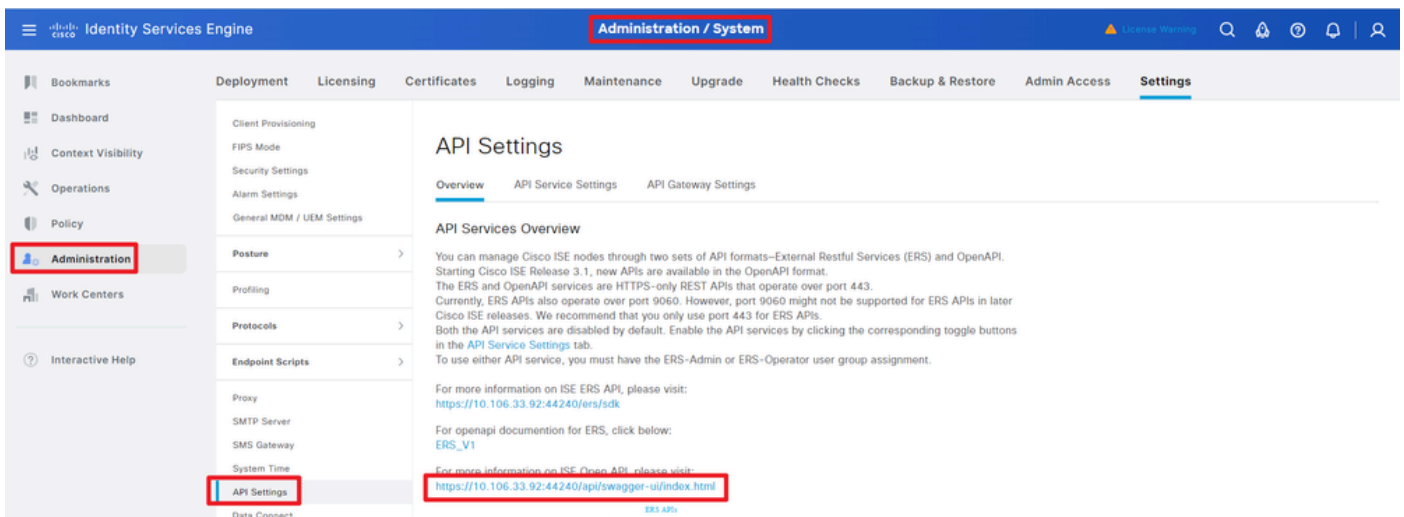 cisco Identity Services Engine
Administration / System
License Warning
Bookmarks
Dashboard
Context Visibility
Operations
Policy
Administration
Work Centers
Interactive Help
Deployment Licensing Certificates Logging Maintenance Upgrade Health Checks Backup & Restore Admin Access Settings
Client Provisioning
FIPS Mode
Security Settings
Alarm Settings
General MDM / UEM Settings
Posture
Profiling
Protocols
Endpoint Scripts
Proxy
SMTP Server
SMS Gateway
System Time
API Settings
Data Connect
API Settings
Overview API Service Settings API Gateway Settings
API Services Overview
You can manage Cisco ISE nodes through two sets of API formats–External Restful Services (ERS) and OpenAPI.
Starting Cisco ISE Release 3.1, new APIs are available in the OpenAPI format.
The ERS and OpenAPI services are HTTPS-only REST APIs that operate over port 443.
Currently, ERS APIs also operate over port 9060. However, port 9060 might not be supported for ERS APIs in later
Cisco ISE releases. We recommend that you only use port 443 for ERS APIs.
Both the API services are disabled by default. Enable the API services by clicking the corresponding toggle buttons
in the API Service Settings tab.
To use either API service, you must have the ERS-Admin or ERS-Operator user group assignment.
For more information on ISE ERS API, please visit:
https://10.106.33.92:44240/ers/sdk
For openapi documention for ERS, click below:
ERS_V1
For more information on ISE Open API, please visit:
https://10.106.33.92:44240/api/swagger-ui/index.html
ERS APIs